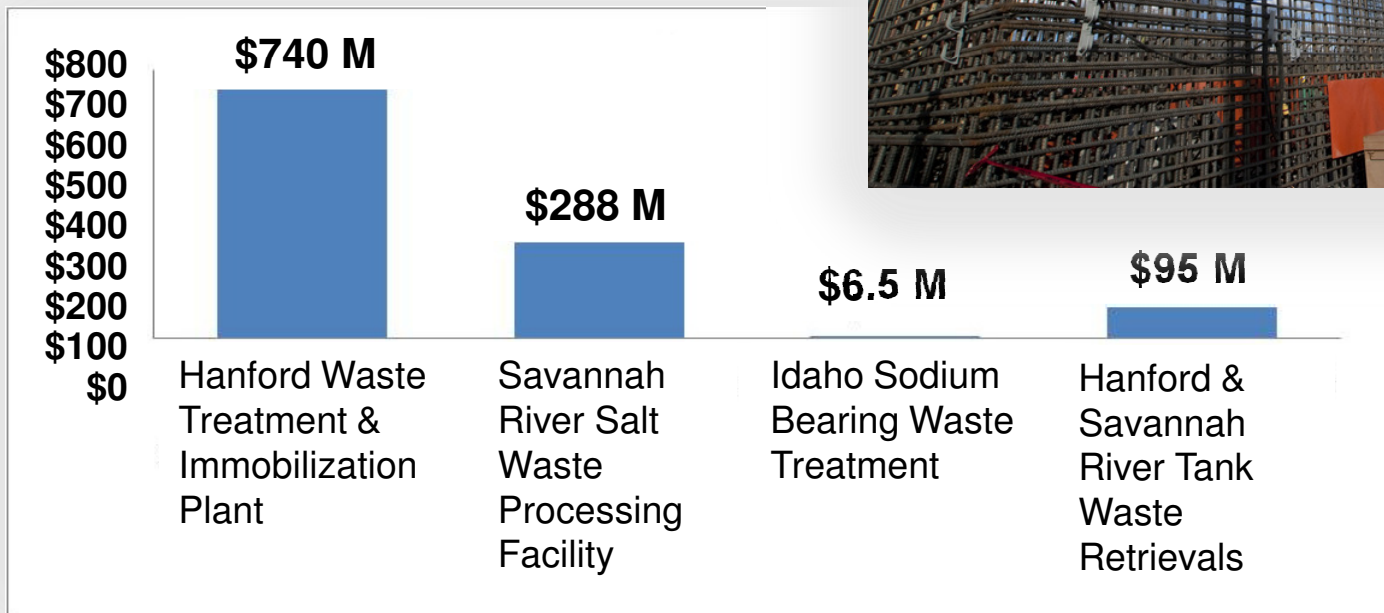 $800
$700
$600
$500
$400
$300
$200
$100
$0
$740 M
$288 M
$6.5 M
$95 M
Hanford Waste
Treatment &
Immobilization
Plant
Savannah
River Salt
Waste
Processing
Facility
Idaho Sodium
Bearing Waste
Treatment
Hanford &
Savannah
River Tank
Waste
Retrievals